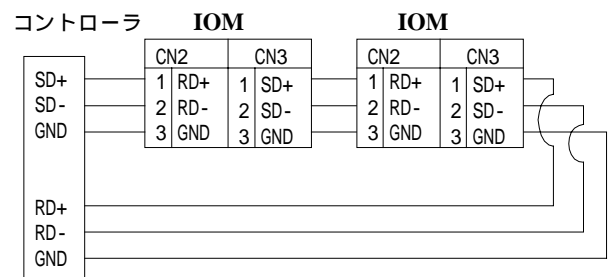 コントローラ IOM IOM
CN2 CN3 CN2 CN3
SD+ 1 RD+ 1 SD+ 1 RD+ 1 SD+
SD- 2 RD- 2 SD- 2 RD- 2 SD-
GND 3 GND 3 GND 3 GND 3 GND
RD+
RD-
GND